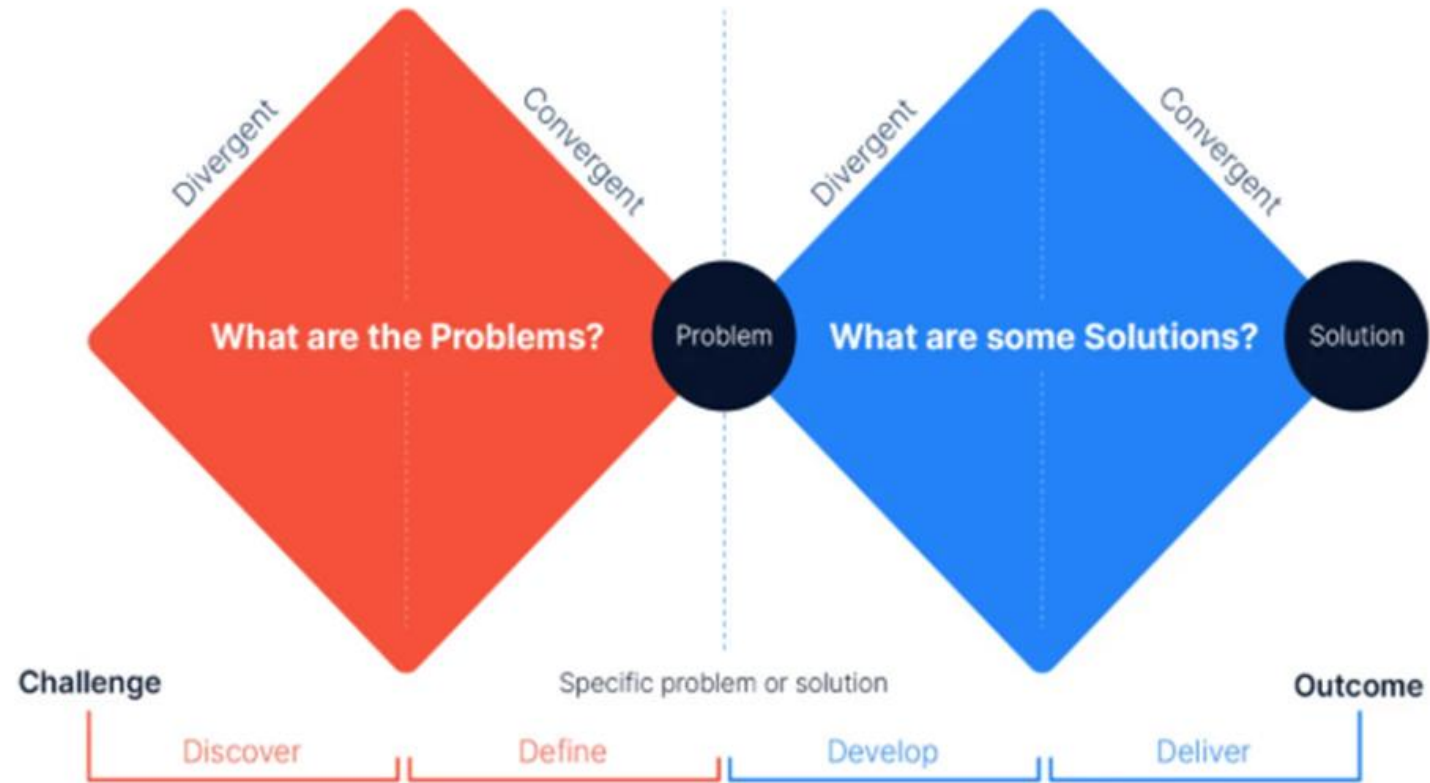 Divergent
Convergent
Divergent
Convergent
What are the Problems?
Problem
What are some Solutions?
Solution
Challenge
Specific problem or solution
Outcome
Discover
Define
Develop
Deliver